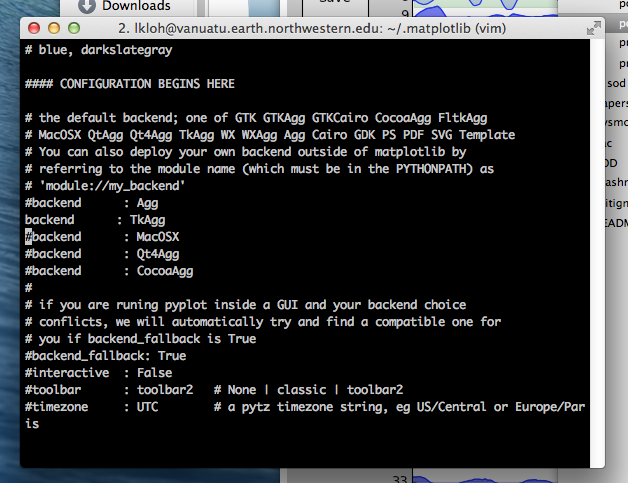 Downloads
Save
9
2. lkloh@vanuatu.earth.northwestern.edu: ~/.matplotlib (vim)
# blue, darkslategray
#### CONFIGURATION BEGINS HERE
# the default backend; one of GTK GTKAgg GTKCairo CocoaAgg FltkAgg
# MacOSX QtAgg Qt4Agg TkAgg WX WXAgg Agg Cairo GDK PS PDF SVG Template
# You can also deploy your own backend outside of matplotlib by
# referring to the module name (which must be in the PYTHONPATH) as
# 'module://my_backend'
#backend : Agg
backend : TkAgg
#backend : MacOSX
#backend : Qt4Agg
#backend : CocoaAgg
#
# if you are runing pyplot inside a GUI and your backend choice
# conflicts, we will automatically try and find a compatible one for
# you if backend_fallback is True
#backend_fallback: True
#interactive : False
#toolbar : toolbar2 # None | classic | toolbar2
#timezone : UTC # a pytz timezone string, eg US/Central or Europe/Par
is
33